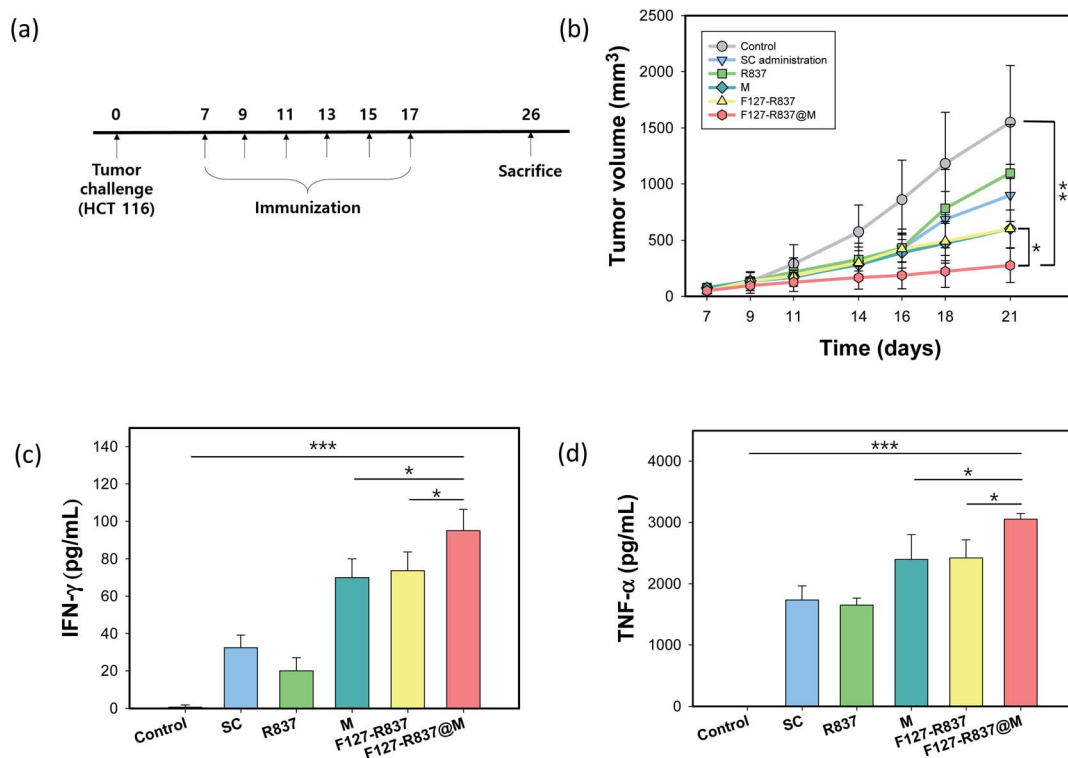 (a)
0 7 9 11 13 15 17 26
Tumor
challenge
(HCT 116)
Immunization
Sacrifice
(b)
Tumor volume (mm³)
2500
2000
1500
1000
500
0
Control
SC administration
R837
M
F127-R837
F127-R837@M
**
*
7 9 11 14 16 18 21
Time (days)
(c)
IFN-γ (pg/mL)
140
120
100
80
60
40
20
0
***
*
*
Control SC R837 M F127-R837 F127-R837@M
(d)
TNF-α (pg/mL)
4000
3000
2000
1000
0
***
*
*
Control SC R837 M F127-R837 F127-R837@M